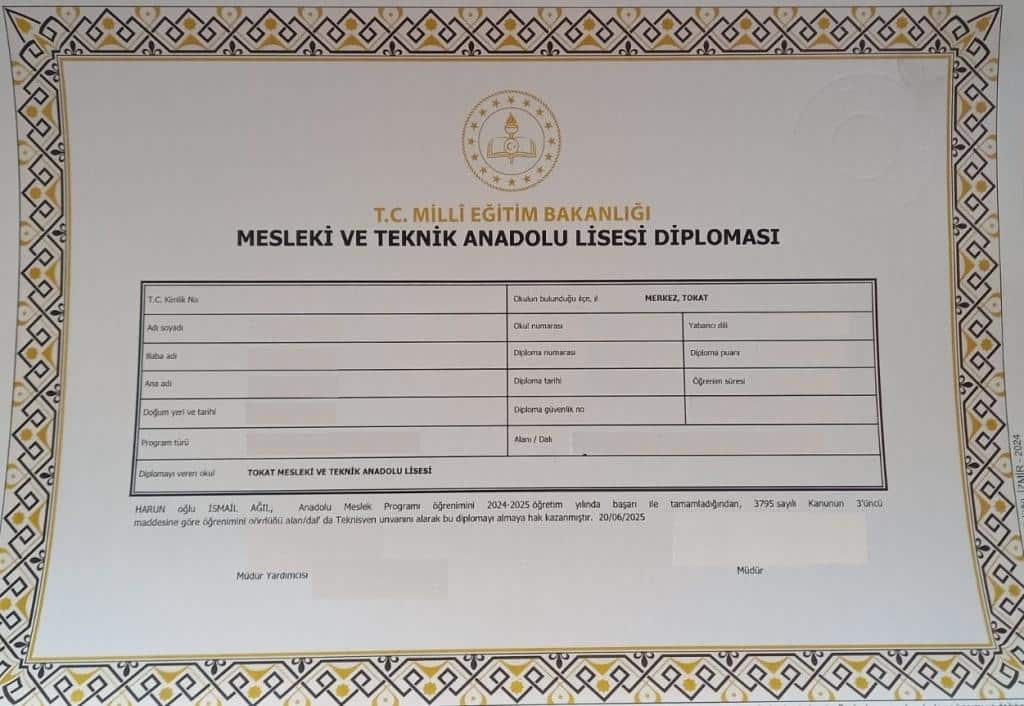 T.C. MİLLÎ EĞİTİM BAKANLIĞI
MESLEKİ VE TEKNİK ANADOLU LİSESİ DİPLOMASI
T.C. Kimlik No
Okulun bulunduğu ilçe, il MERKEZ, TOKAT
Adı soyadı
Okul numarası
Yabancı dili
Baba adı
Diploma numarası
Diploma puanı
Ana adı
Diploma tarihi
Öğrenim süresi
Doğum yeri ve tarihi
Diploma güvenlik no
Program türü
Alanı / Dalı
Diplomayı veren okul TOKAT MESLEKİ VE TEKNİK ANADOLU LİSESİ
HARUN oğlu İSMAİL AĞIL, Anadolu Meslek Programı öğrenimini 2024-2025 öğretim yılında başarı ile tamamladığından, 3795 sayılı Kanunun 3'üncü
maddesine göre öğrenimini gördüğü alan/dal' da Teknisyen unvanını alarak bu diplomayı almaya hak kazanmıştır. 20/06/2025
Müdür Yardımcısı
Müdür
İZMİR - 2024